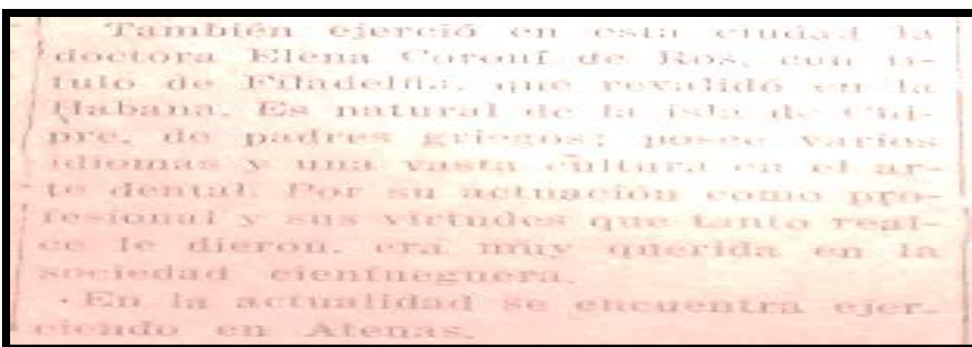 También ejerció en esta ciudad la
doctora Elena Coroní de Ros, con tí-
tulo de Filadelfia, que revalidó en la
Habana. Es natural de la isla de Chi-
pre, de padres griegos; posee varios
idiomas y una vasta cultura en el ar-
te dental. Por su actuación como pro-
fesional y sus virtudes que tanto real-
ce le dieron, era muy querida en la
sociedad cienfueguera.
En la actualidad se encuentra ejer-
ciendo en Atenas.